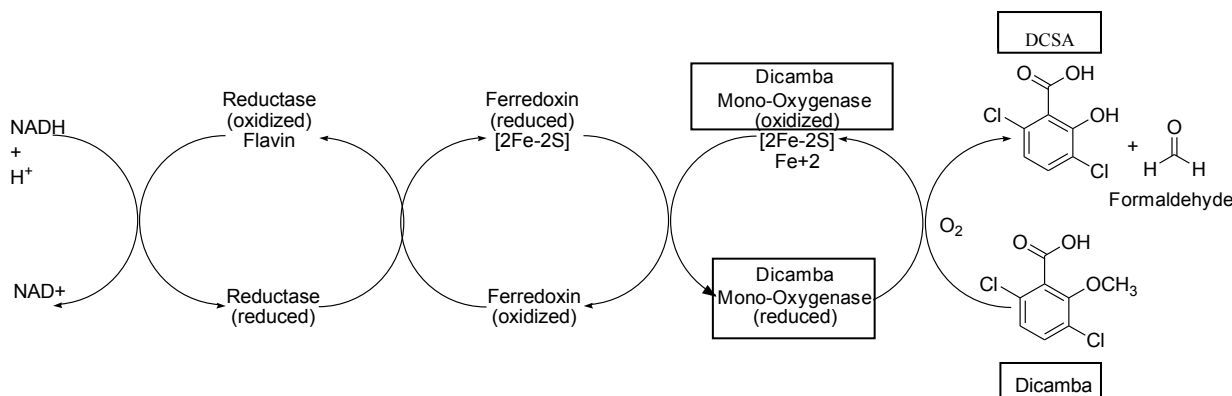 NADH
+
H+
NAD+
Reductase
(oxidized)
Flavin
Reductase
(reduced)
Ferredoxin
(reduced)
[2Fe-2S]
Ferredoxin
(oxidized)
Dicamba
Mono-Oxygenase
(oxidized)
[2Fe-2S]
Fe+2
Dicamba
Mono-Oxygenase
(reduced)
O2
DCSA
O OH
Cl OH
Cl
+
O
H H
Formaldehyde
O OH
Cl OCH3
Cl
Dicamba